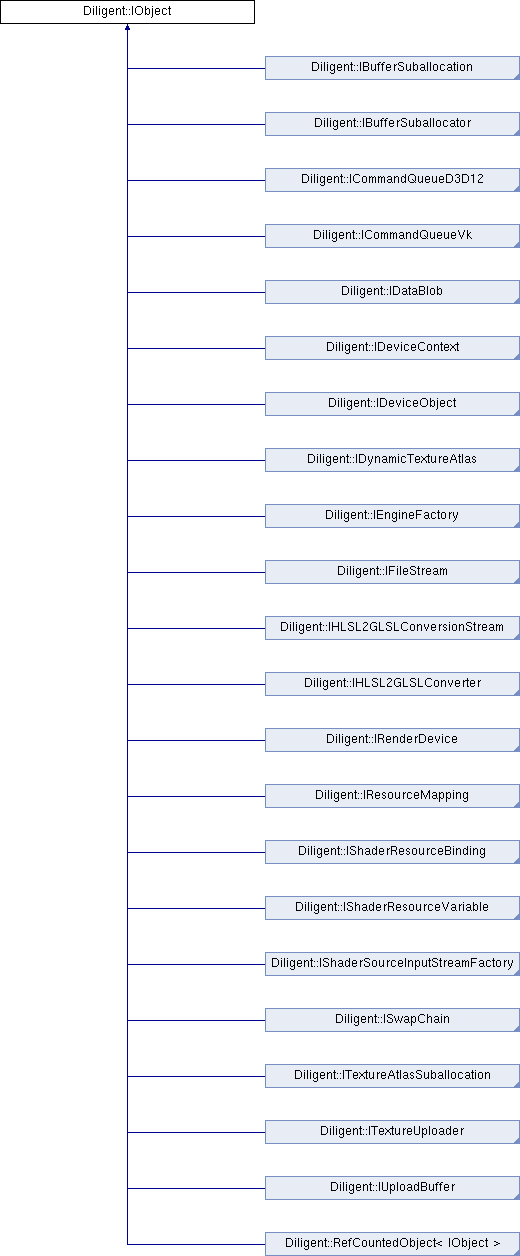 Diligent::IObject
Diligent::IBufferSuballocation
Diligent::IBufferSuballocator
Diligent::ICommandQueueD3D12
Diligent::ICommandQueueVk
Diligent::IDataBlob
Diligent::IDeviceContext
Diligent::IDeviceObject
Diligent::IDynamicTextureAtlas
Diligent::IEngineFactory
Diligent::IFileStream
Diligent::IHLSL2GLSLConversionStream
Diligent::IHLSL2GLSLConverter
Diligent::IRenderDevice
Diligent::IResourceMapping
Diligent::IShaderResourceBinding
Diligent::IShaderResourceVariable
Diligent::IShaderSourceInputStreamFactory
Diligent::ISwapChain
Diligent::ITextureAtlasSuballocation
Diligent::ITextureUploader
Diligent::IUploadBuffer
Diligent::RefCountedObject< IObject >